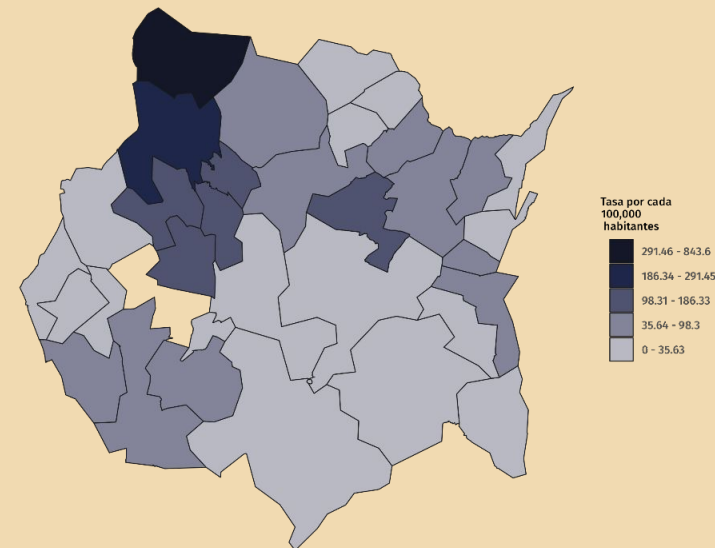 Tasa por cada
100,000
habitantes
291.46 - 843.6
186.34 - 291.45
98.31 - 186.33
35.64 - 98.3
0 - 35.63